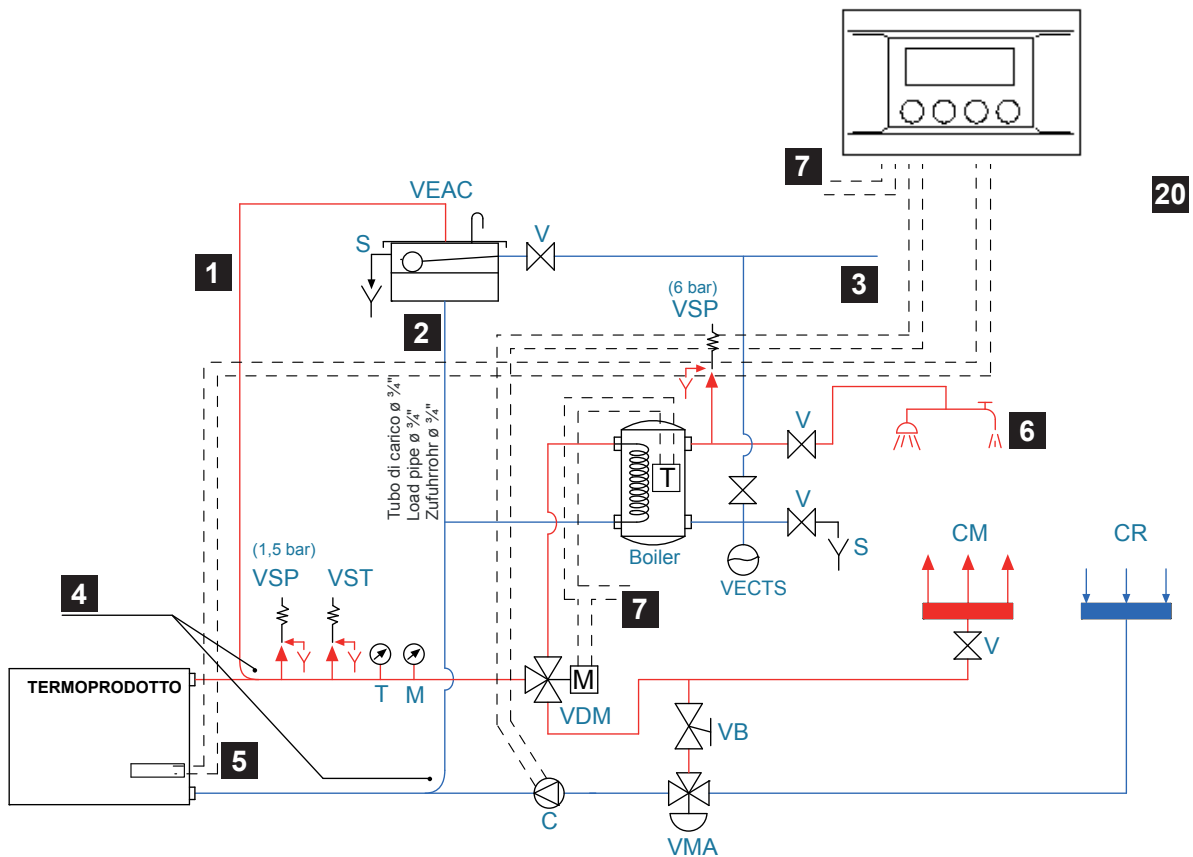 7
20
VEAC
S
V
1
3
(6 bar)
VSP
2
Tubo di carico ø ¾"
Load pipe ø ¾"
Zufuhrrohr ø ¾"
V
6
T
V
S
Boiler
VECTS
CM
CR
(1,5 bar)
VSP
VST
4
7
V
TERMOPRODOTTO
T
M
M
VDM
VB
5
C
VMA